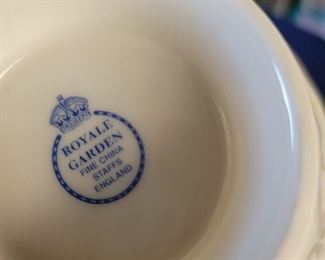 ROYALE
GARDEN
FINE CHINA
STAFFS
ENGLAND